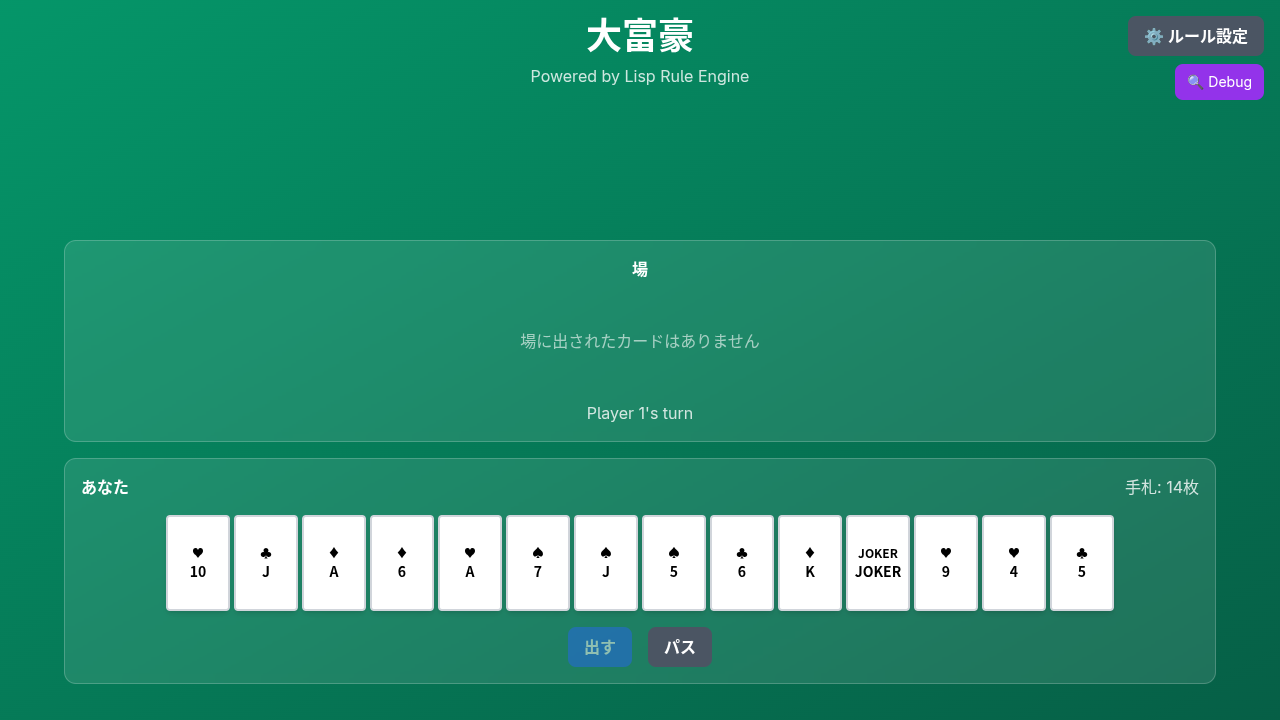 大富豪
Powered by Lisp Rule Engine
⚙️ ルール設定
🔍 Debug
場
場に出されたカードはありません
Player 1's turn
あなた
手札: 14枚
♥
10
♣
J
♦
A
♦
6
♥
A
♠
7
♠
J
♠
5
♣
6
♦
K
JOKER
JOKER
♥
9
♥
4
♣
5
出す
パス